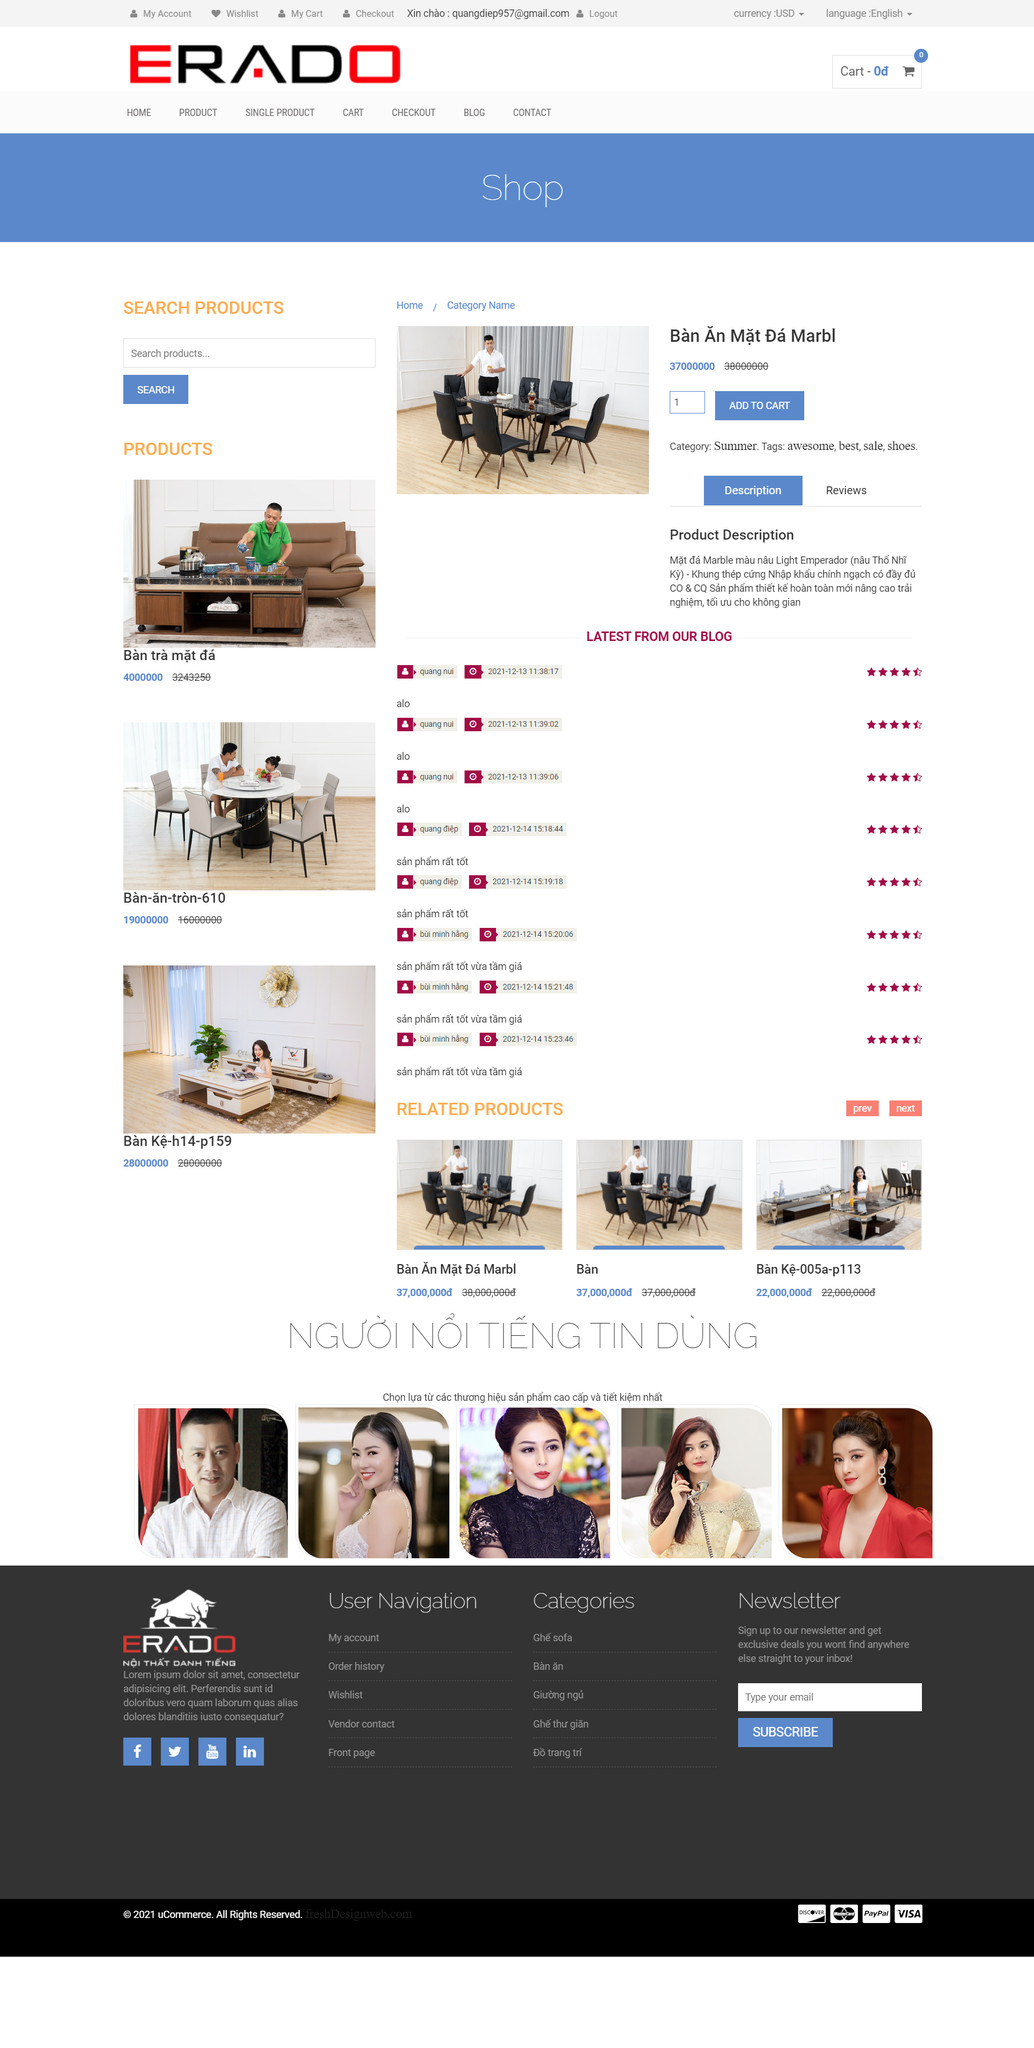 My Account Wishlist My Cart Checkout Xin chào : quangdiep957@gmail.com Logout currency :USD language :English
ERADO
Cart - 0đ
0
HOME PRODUCT SINGLE PRODUCT CART CHECKOUT BLOG CONTACT
Shop
SEARCH PRODUCTS
Search products...
SEARCH
PRODUCTS
Bàn trà mặt đá
4000000 3243250
Bàn-ăn-tròn-610
19000000 16000000
Bàn Kệ-h14-p159
28000000 28000000
Home / Category Name
Bàn Ăn Mặt Đá Marbl
37000000 38000000
1
ADD TO CART
Category: Summer. Tags: awesome, best, sale, shoes.
Description Reviews
Product Description
Mặt đá Marble màu nâu Light Emperador (nâu Thổ Nhĩ
Kỳ) - Khung thép cứng Nhập khẩu chính ngạch có đầy đủ
CO & CQ Sản phẩm thiết kế hoàn toàn mới nâng cao trải
nghiệm, tối ưu cho không gian
LATEST FROM OUR BLOG
quang nui 2021-12-13 11:38:17
alo
quang nui 2021-12-13 11:39:02
alo
quang nui 2021-12-13 11:39:06
alo
quang điệp 2021-12-14 15:18:44
sản phẩm rất tốt
quang điệp 2021-12-14 15:19:18
sản phẩm rất tốt
bùi minh hằng 2021-12-14 15:20:06
sản phẩm rất tốt vừa tầm giá
bùi minh hằng 2021-12-14 15:21:48
sản phẩm rất tốt vừa tầm giá
bùi minh hằng 2021-12-14 15:23:46
sản phẩm rất tốt vừa tầm giá
RELATED PRODUCTS
prev next
Bàn Ăn Mặt Đá Marbl
37,000,000đ 38,000,000đ
Bàn
37,000,000đ 37,000,000đ
Bàn Kệ-005a-p113
22,000,000đ 22,000,000đ
NGƯỜI NỔI TIẾNG TIN DÙNG
Chọn lựa từ các thương hiệu sản phẩm cao cấp và tiết kiệm nhất
ERADO
NỘI THẤT DANH TIẾNG
Lorem ipsum dolor sit amet, consectetur
adipisicing elit. Perferendis sunt id
doloribus vero quam laborum quas alias
dolores blanditiis iusto consequatur?
User Navigation
My account
Order history
Wishlist
Vendor contact
Front page
Categories
Ghế sofa
Bàn ăn
Giường ngủ
Ghế thư giãn
Đồ trang trí
Newsletter
Sign up to our newsletter and get
exclusive deals you wont find anywhere
else straight to your inbox!
Type your email
SUBSCRIBE
© 2021 uCommerce. All Rights Reserved. freshDesignweb.com
DISCOVER MasterCard PayPal VISA